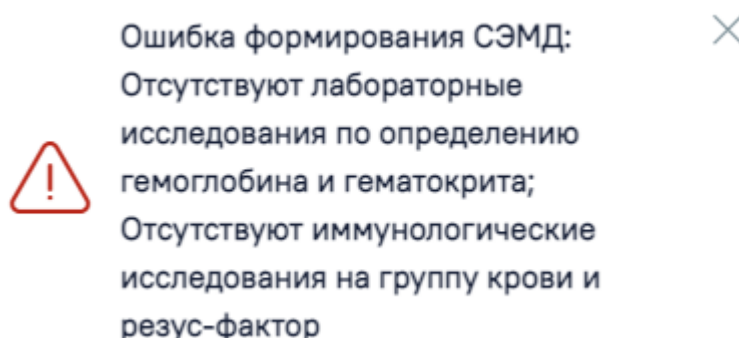 Ошибка формирования СЭМД:
Отсутствуют лабораторные
исследования по определению
гемоглобина и гематокрита;
Отсутствуют иммунологические
исследования на группу крови и
резус-фактор